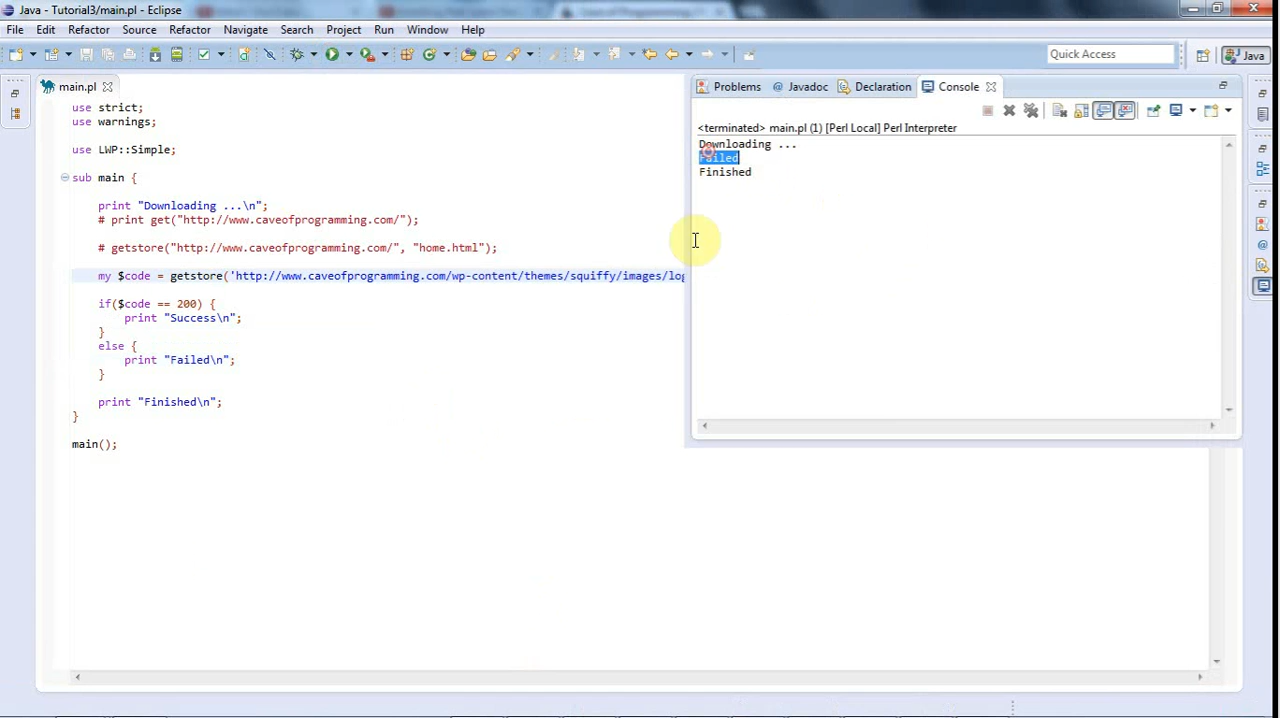 Java - Tutorial3/main.pl - Eclipse
File Edit Refactor Source Refactor Navigate Search Project Run Window Help
Quick Access
Java
main.pl
Problems @ Javadoc Declaration Console
<terminated> main.pl (1) [Perl Local] Perl Interpreter
Downloading ...
Failed
Finished
use strict;
use warnings;
use LWP::Simple;
sub main {
print "Downloading ...\n";
# print get("http://www.caveofprogramming.com/");
# getstore("http://www.caveofprogramming.com/", "home.html");
my $code = getstore('http://www.caveofprogramming.com/wp-content/themes/squiffy/images/log
if($code == 200) {
print "Success\n";
}
else {
print "Failed\n";
}
print "Finished\n";
}
main();